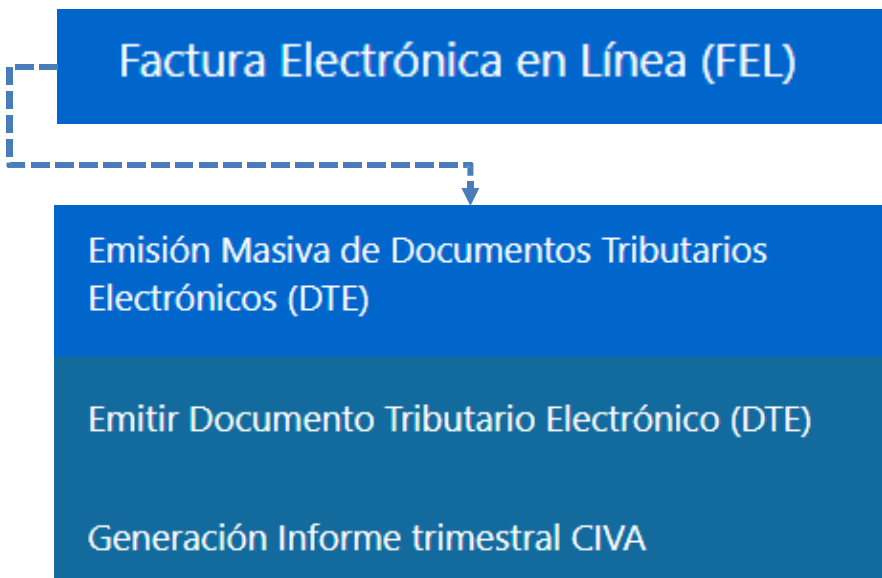 Factura Electrónica en Línea (FEL)
Emisión Masiva de Documentos Tributarios
Electrónicos (DTE)
Emitir Documento Tributario Electrónico (DTE)
Generación Informe trimestral CIVA